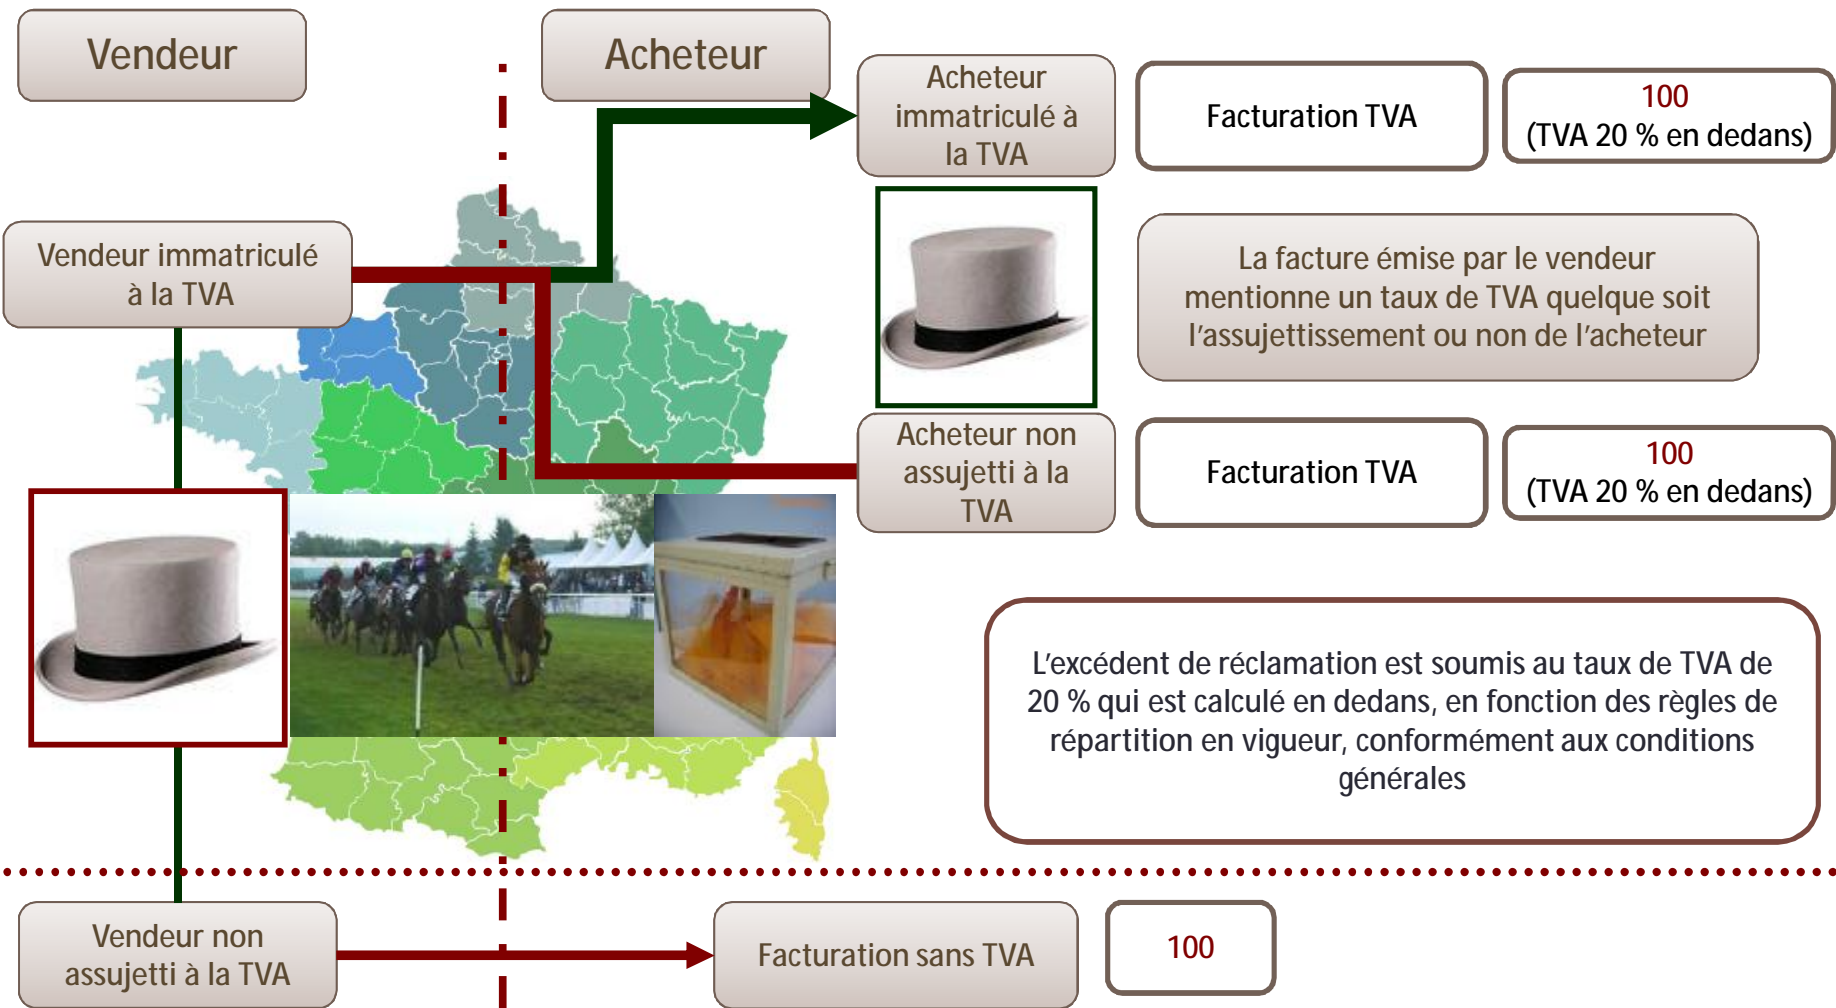 Vendeur
Acheteur
Acheteur
immatriculé à
la TVA
Facturation TVA
100
(TVA 20 % en dedans)
Vendeur immatriculé
à la TVA
La facture émise par le vendeur
mentionne un taux de TVA quelque soit
l'assujettissement ou non de l'acheteur
Acheteur non
assujetti à la
TVA
Facturation TVA
100
(TVA 20 % en dedans)
L'excédent de réclamation est soumis au taux de TVA de
20 % qui est calculé en dedans, en fonction des règles de
répartition en vigueur, conformément aux conditions
générales
Vendeur non
assujetti à la TVA
Facturation sans TVA
100